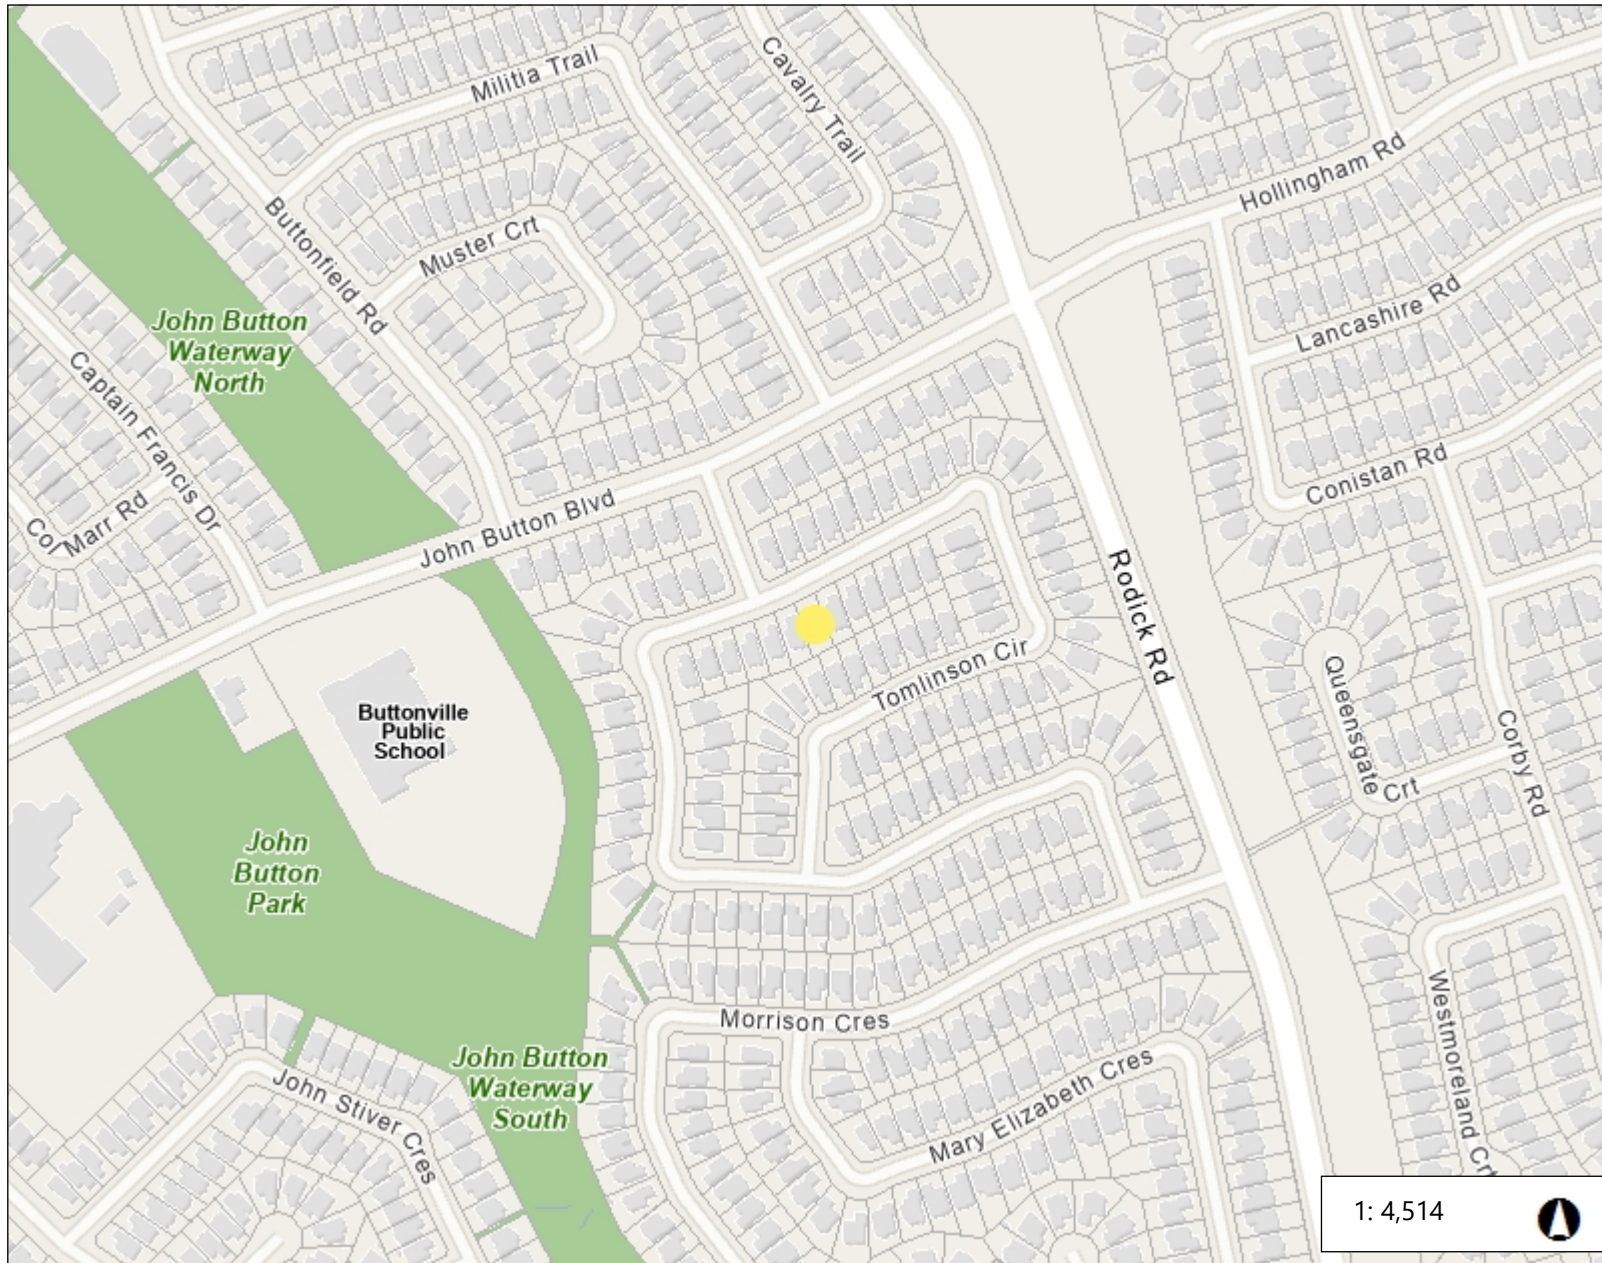 Militia Trail
Cavalry Trail
Hollingham Rd
Buttonfield Rd
Muster Crt
Lancashire Rd
John Button
Waterway
North
Captain Francis Dr
Conistan Rd
Col Marr Rd
John Button Blvd
Rodick Rd
Tomlinson Cir
Queensgate Crt
Corby Rd
Buttonville
Public
School
John
Button
Park
Westmoreland Crt
Morrison Cres
John Button
Waterway
South
Mary Elizabeth Cres
John Stiver Cres
1: 4,514